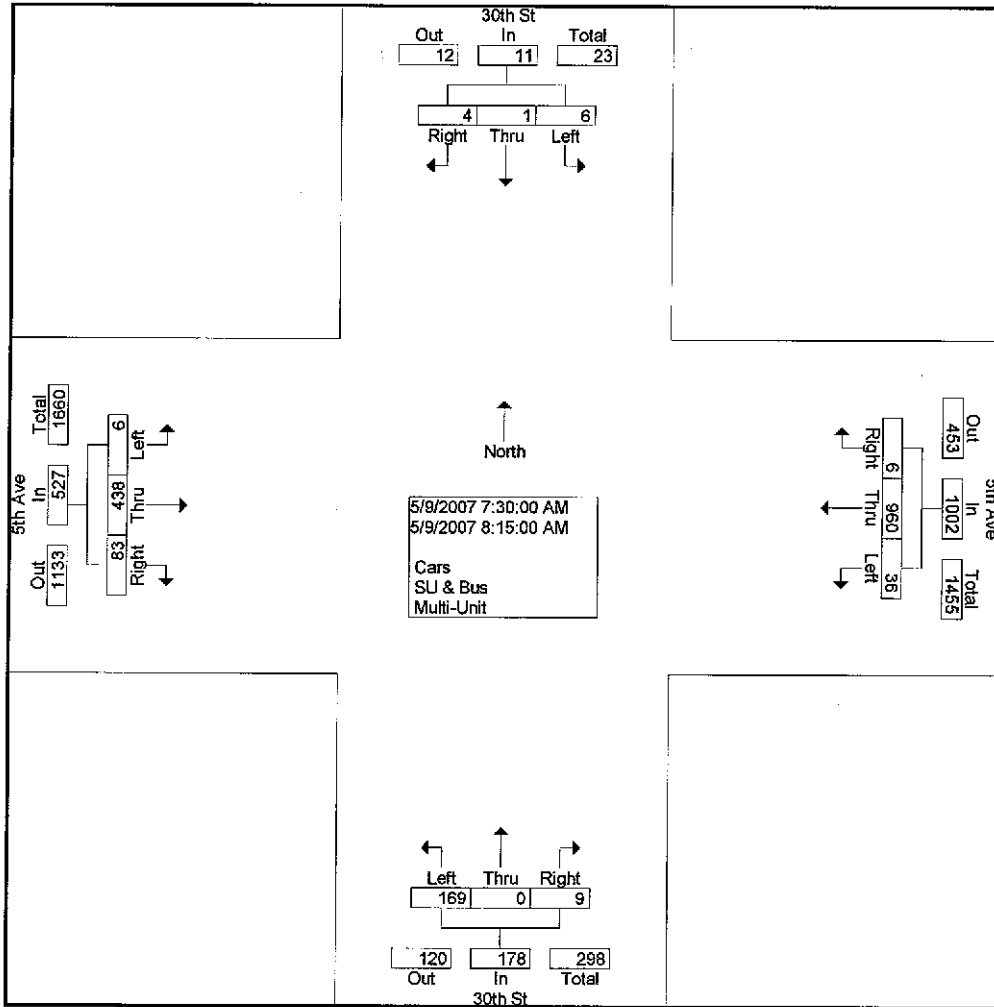 30th St
Out In Total
12 11 23
4 1 6
Right Thru Left
5th Ave
Total In Out
1660 527 1133
6 438 83
Left Thru Right
North
5/9/2007 7:30:00 AM
5/9/2007 8:15:00 AM
Cars
SU & Bus
Multi-Unit
Right Thru Left
6 960 36
453 1002 1455
Out In Total
5th Ave
Left Thru Right
169 0 9
120 178 298
Out In Total
30th St